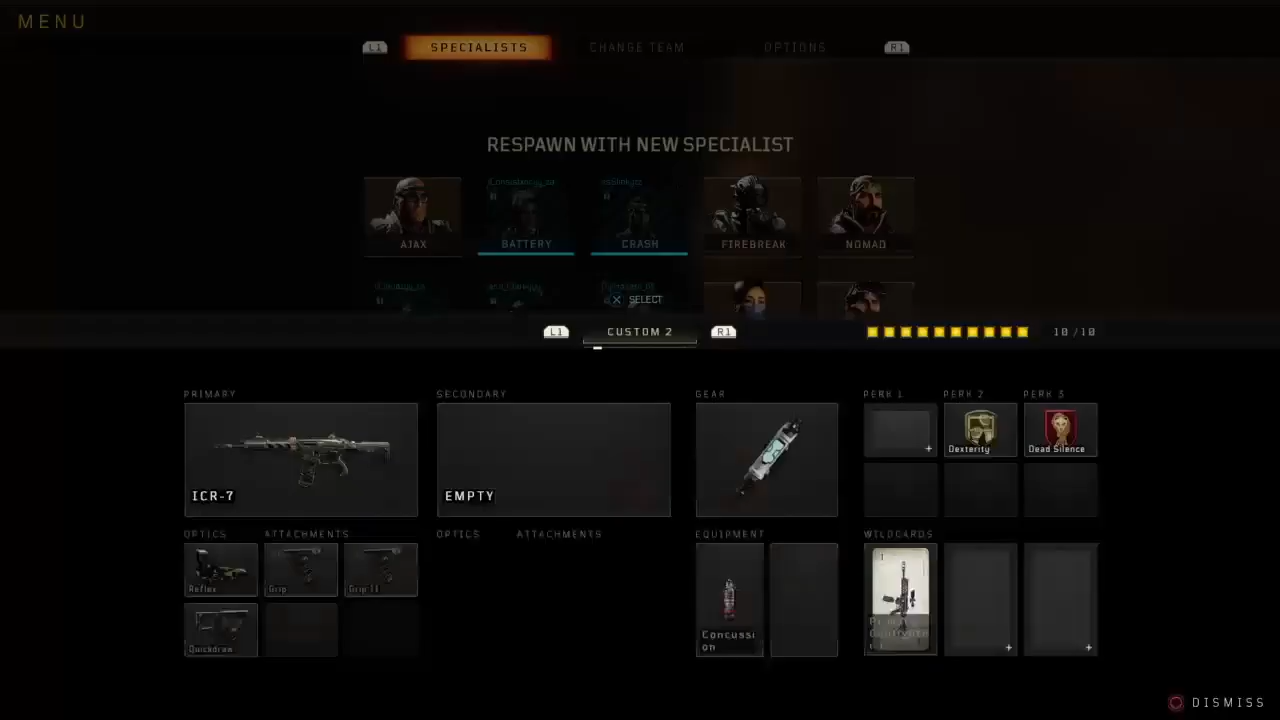 MENU
L1 SPECIALISTS CHANGE TEAM OPTIONS R1
RESPAWN WITH NEW SPECIALIST
AJAX BATTERY CRASH FIREBREAK NOMAD
SELECT
L1 CUSTOM 2 R1 10/10
PRIMARY SECONDARY GEAR PERK 1 PERK 2 PERK 3
Dexterity Dead Silence
ICR-7 EMPTY
OPTICS ATTACHMENTS OPTICS ATTACHMENTS EQUIPMENT WILDCARDS
Reflex Grip Grip II
Quickdraw
Concussi
on
DISMISS